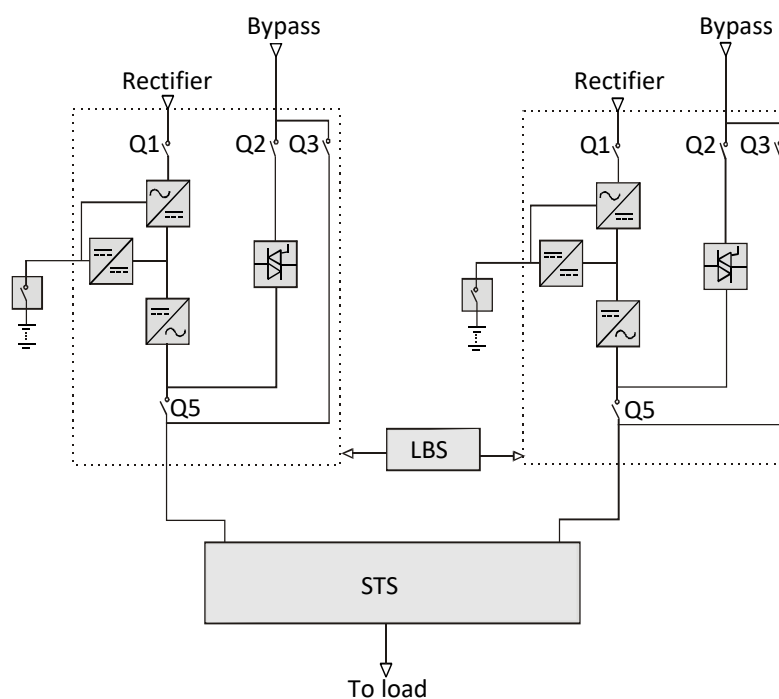 Bypass
Bypass
Rectifier
Rectifier
Q1
Q2
Q3
Q1
Q2
Q3
Q5
Q5
LBS
STS
To load